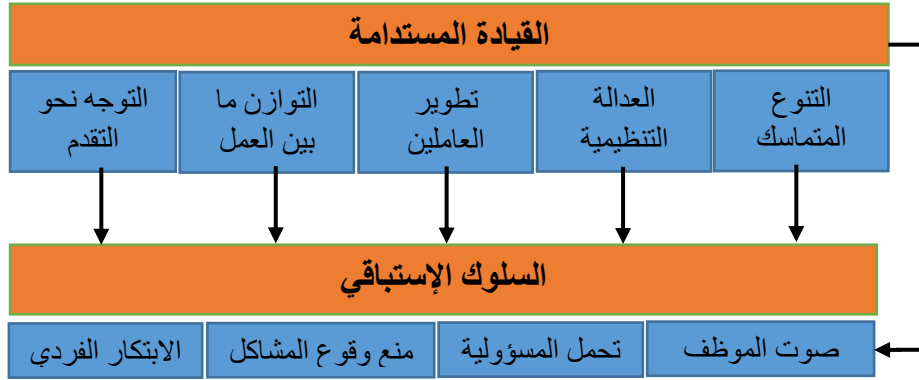 القيادة المستدامة
التنوع
المتماسك
العدالة
التنظيمية
تطوير
العاملين
التوازن ما
بين العمل
التوجه نحو
التقدم
السلوك الإستباقي
صوت الموظف
تحمل المسؤولية
منع وقوع المشاكل
الابتكار الفردي